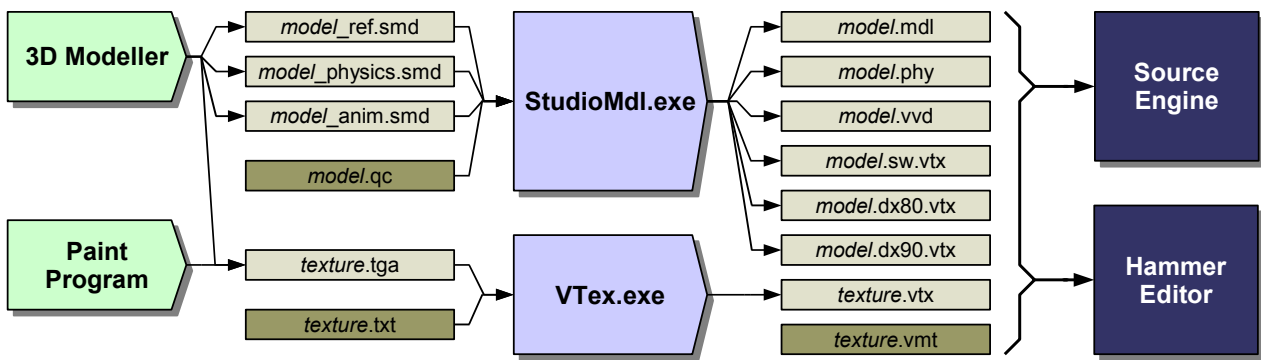 3D Modeller
model_ref.smd
model_physics.smd
model_anim.smd
model.qc
Paint
Program
texture.tga
texture.txt
StudioMdl.exe
VTex.exe
model.mdl
model.phy
model.vvd
model.sw.vtx
model.dx80.vtx
model.dx90.vtx
texture.vtx
texture.vmt
Source
Engine
Hammer
Editor